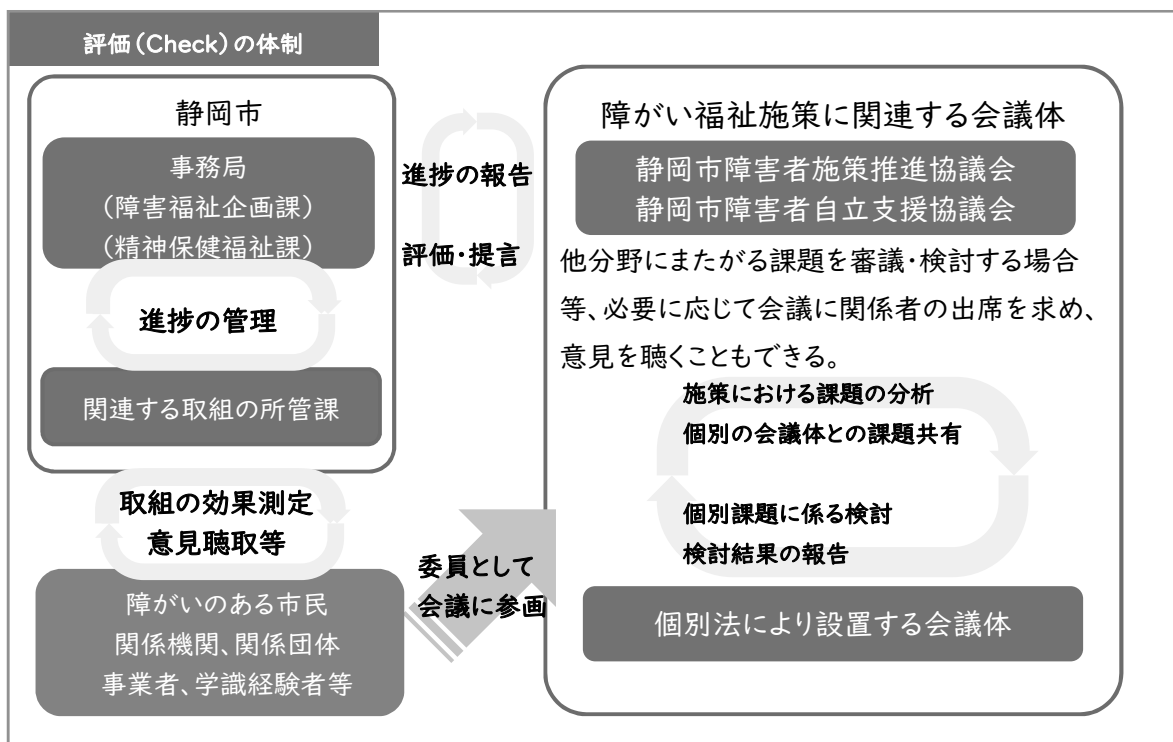 評価(Check)の体制
静岡市
事務局
(障害福祉企画課)
(精神保健福祉課)
進捗の管理
関連する取組の所管課
取組の効果測定
意見聴取等
障がいのある市民
関係機関、関係団体
事業者、学識経験者等
進捗の報告
評価・提言
委員として
会議に参画
障がい福祉施策に関連する会議体
静岡市障害者施策推進協議会
静岡市障害者自立支援協議会
他分野にまたがる課題を審議・検討する場合
等、必要に応じて会議に関係者の出席を求め、
意見を聴くこともできる。
施策における課題の分析
個別の会議体との課題共有
個別課題に係る検討
検討結果の報告
個別法により設置する会議体